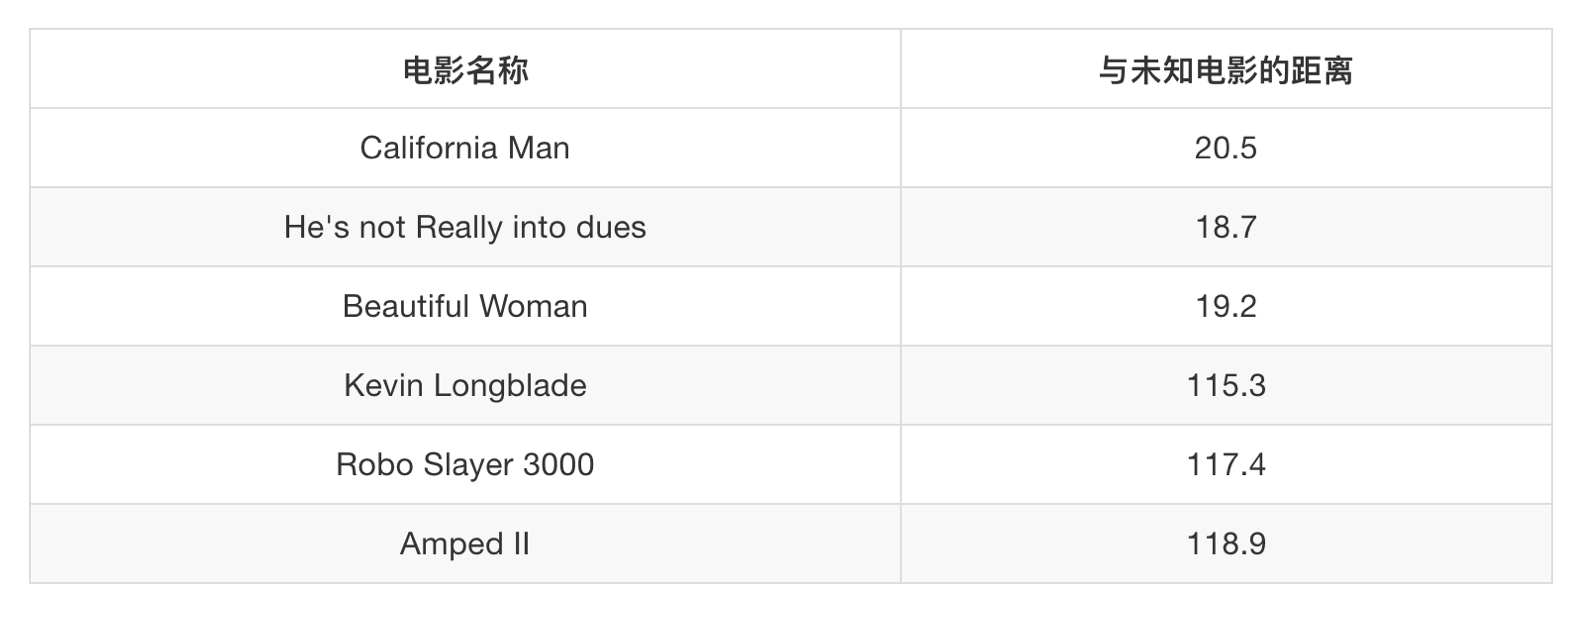 电影名称 与未知电影的距离
California Man 20.5
He's not Really into dues 18.7
Beautiful Woman 19.2
Kevin Longblade 115.3
Robo Slayer 3000 117.4
Amped II 118.9